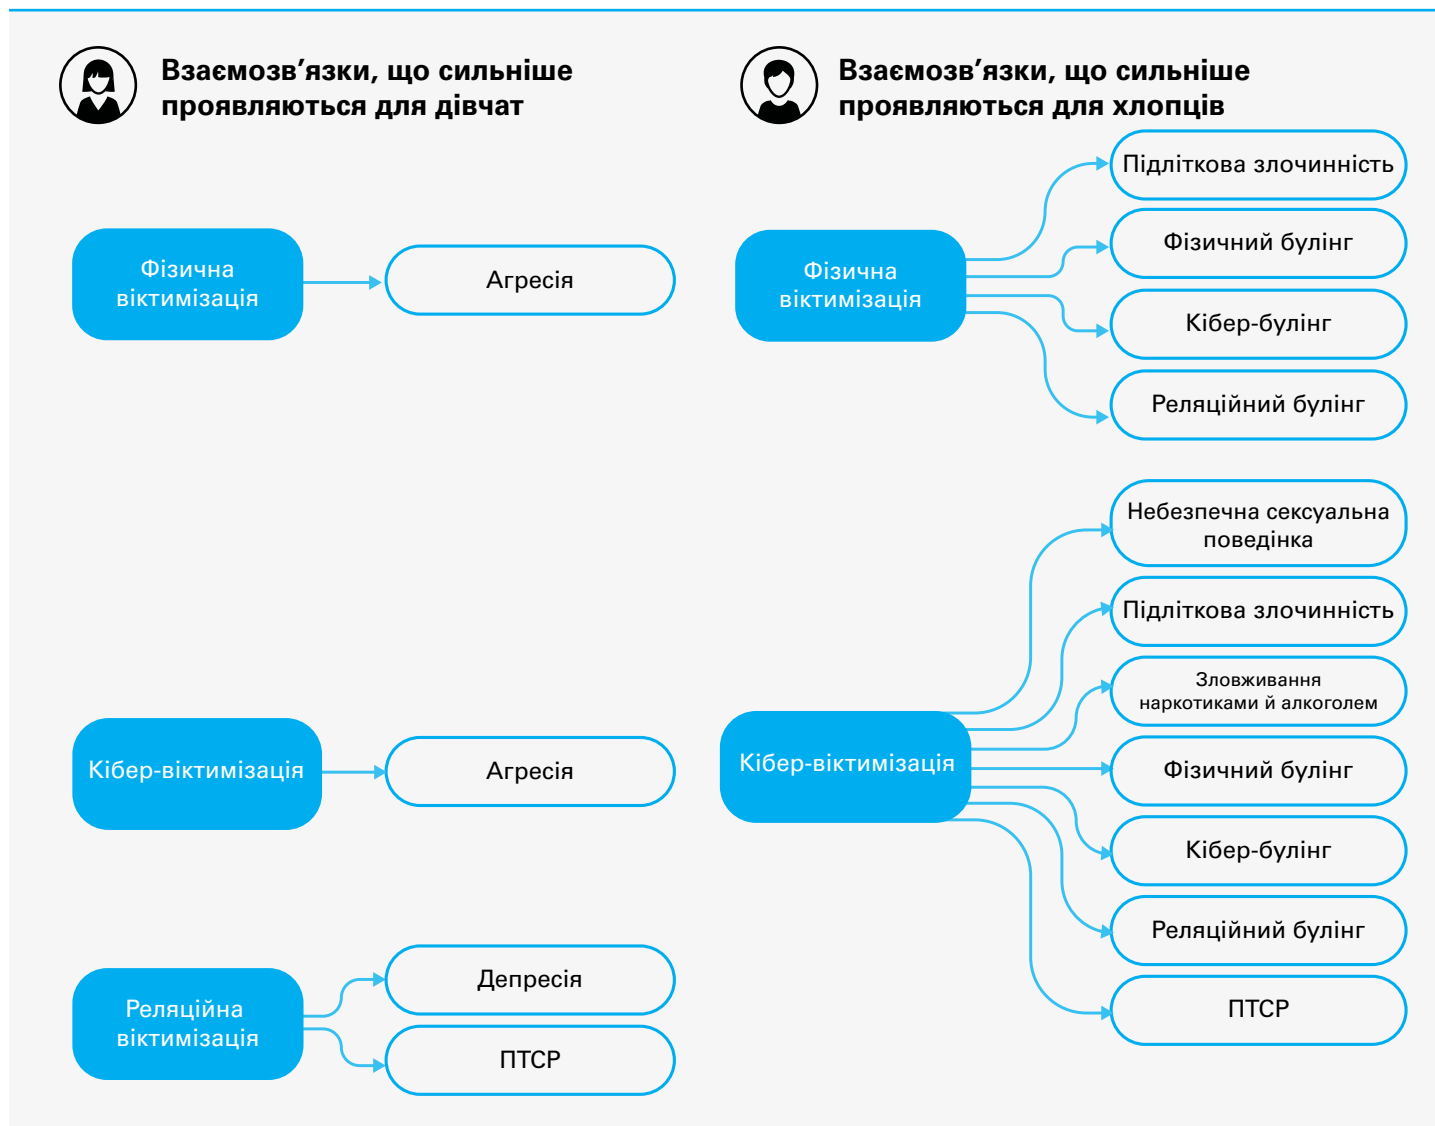 Взаємозв’язки, що сильніше
проявляються для дівчат
Фізична
віктимізація
Агресія
Кібер-віктимізація
Агресія
Реляційна
віктимізація
Депресія
ПТСР
Взаємозв’язки, що сильніше
проявляються для хлопців
Фізична
віктимізація
Підліткова злочинність
Фізичний булінг
Кібер-булінг
Реляційний булінг
Кібер-віктимізація
Небезпечна сексуальна
поведінка
Підліткова злочинність
Зловживання
наркотиками й алкоголем
Фізичний булінг
Кібер-булінг
Реляційний булінг
ПТСР